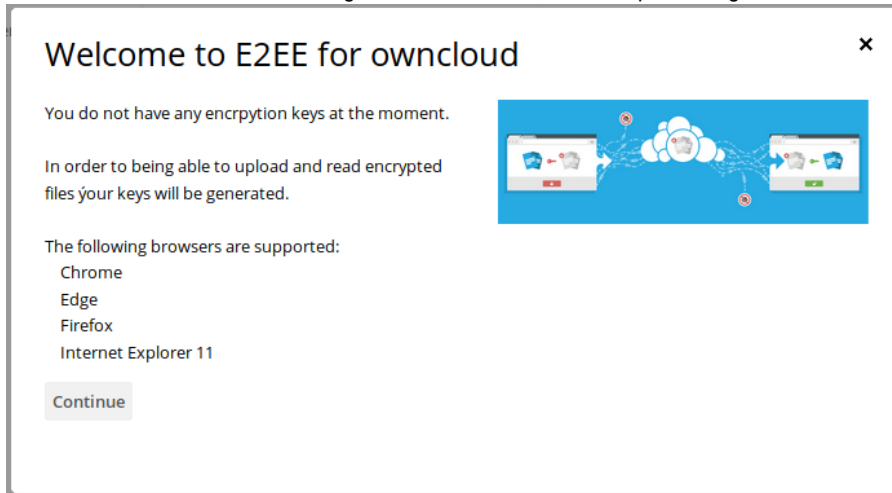 Welcome to E2EE for owncloud
×
You do not have any encrpytion keys at the moment.
In order to being able to upload and read encrypted
files ýour keys will be generated.
The following browsers are supported:
Chrome
Edge
Firefox
Internet Explorer 11
Continue